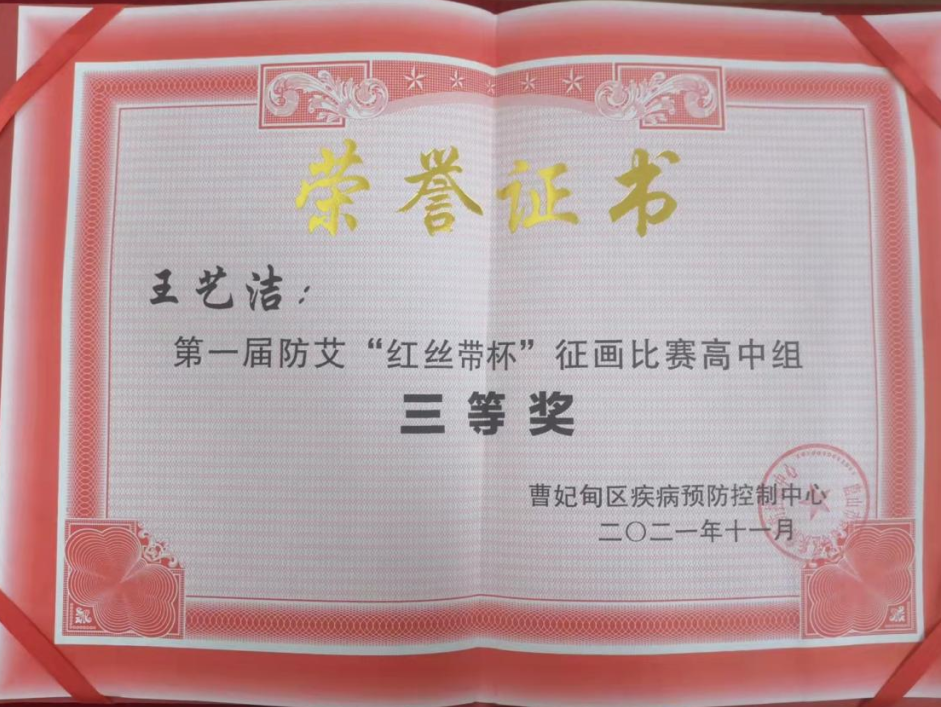 荣誉证书
王艺洁：
第一届防艾“红丝带杯”征画比赛高中组
三等奖
曹妃甸区疾病预防控制中心
二〇二一年十一月